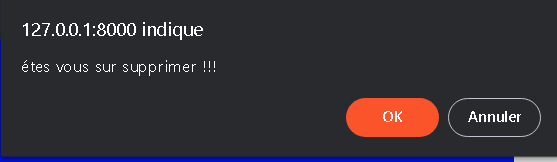 127.0.0.1:8000 indique
étes vous sur supprimer !!!
OK
Annuler